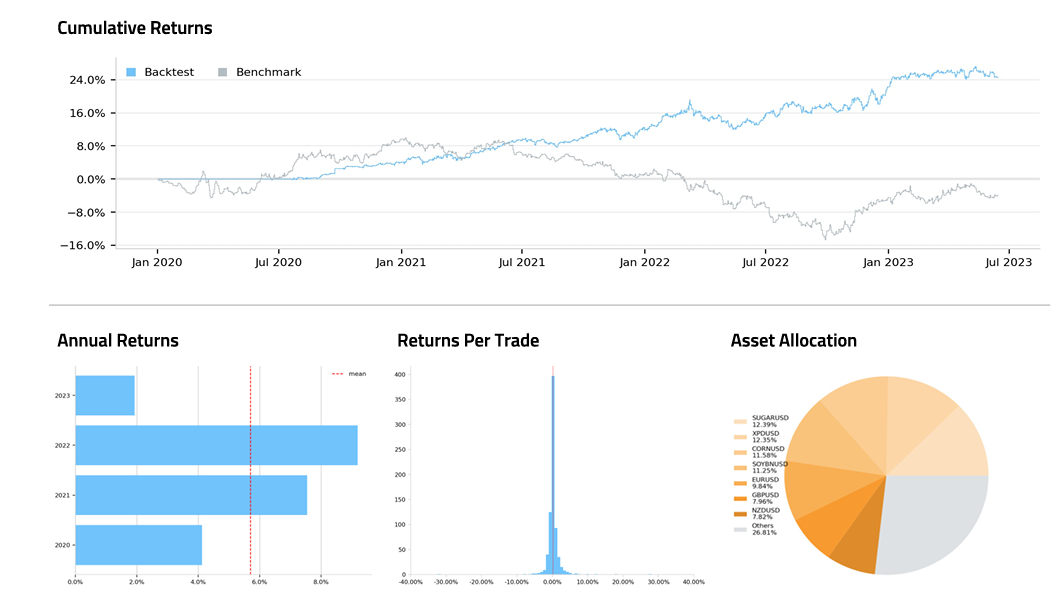 Cumulative Returns
Backtest
Benchmark
24.0%
16.0%
8.0%
0.0%
−8.0%
−16.0%
Jan 2020
Jul 2020
Jan 2021
Jul 2021
Jan 2022
Jul 2022
Jan 2023
Jul 2023
Annual Returns
mean
2023
2022
2021
2020
0.0%
2.0%
4.0%
6.0%
8.0%
Returns Per Trade
400
350
300
250
200
150
100
50
0
-40.00%
-30.00%
-20.00%
-10.00%
0.00%
10.00%
20.00%
30.00%
40.00%
Asset Allocation
SUGARUSD
12.39%
XPDUSD
12.35%
CORNUSD
11.58%
SOYBNUSD
11.25%
EURUSD
9.84%
GBPUSD
7.96%
NZDUSD
7.82%
Others
26.81%